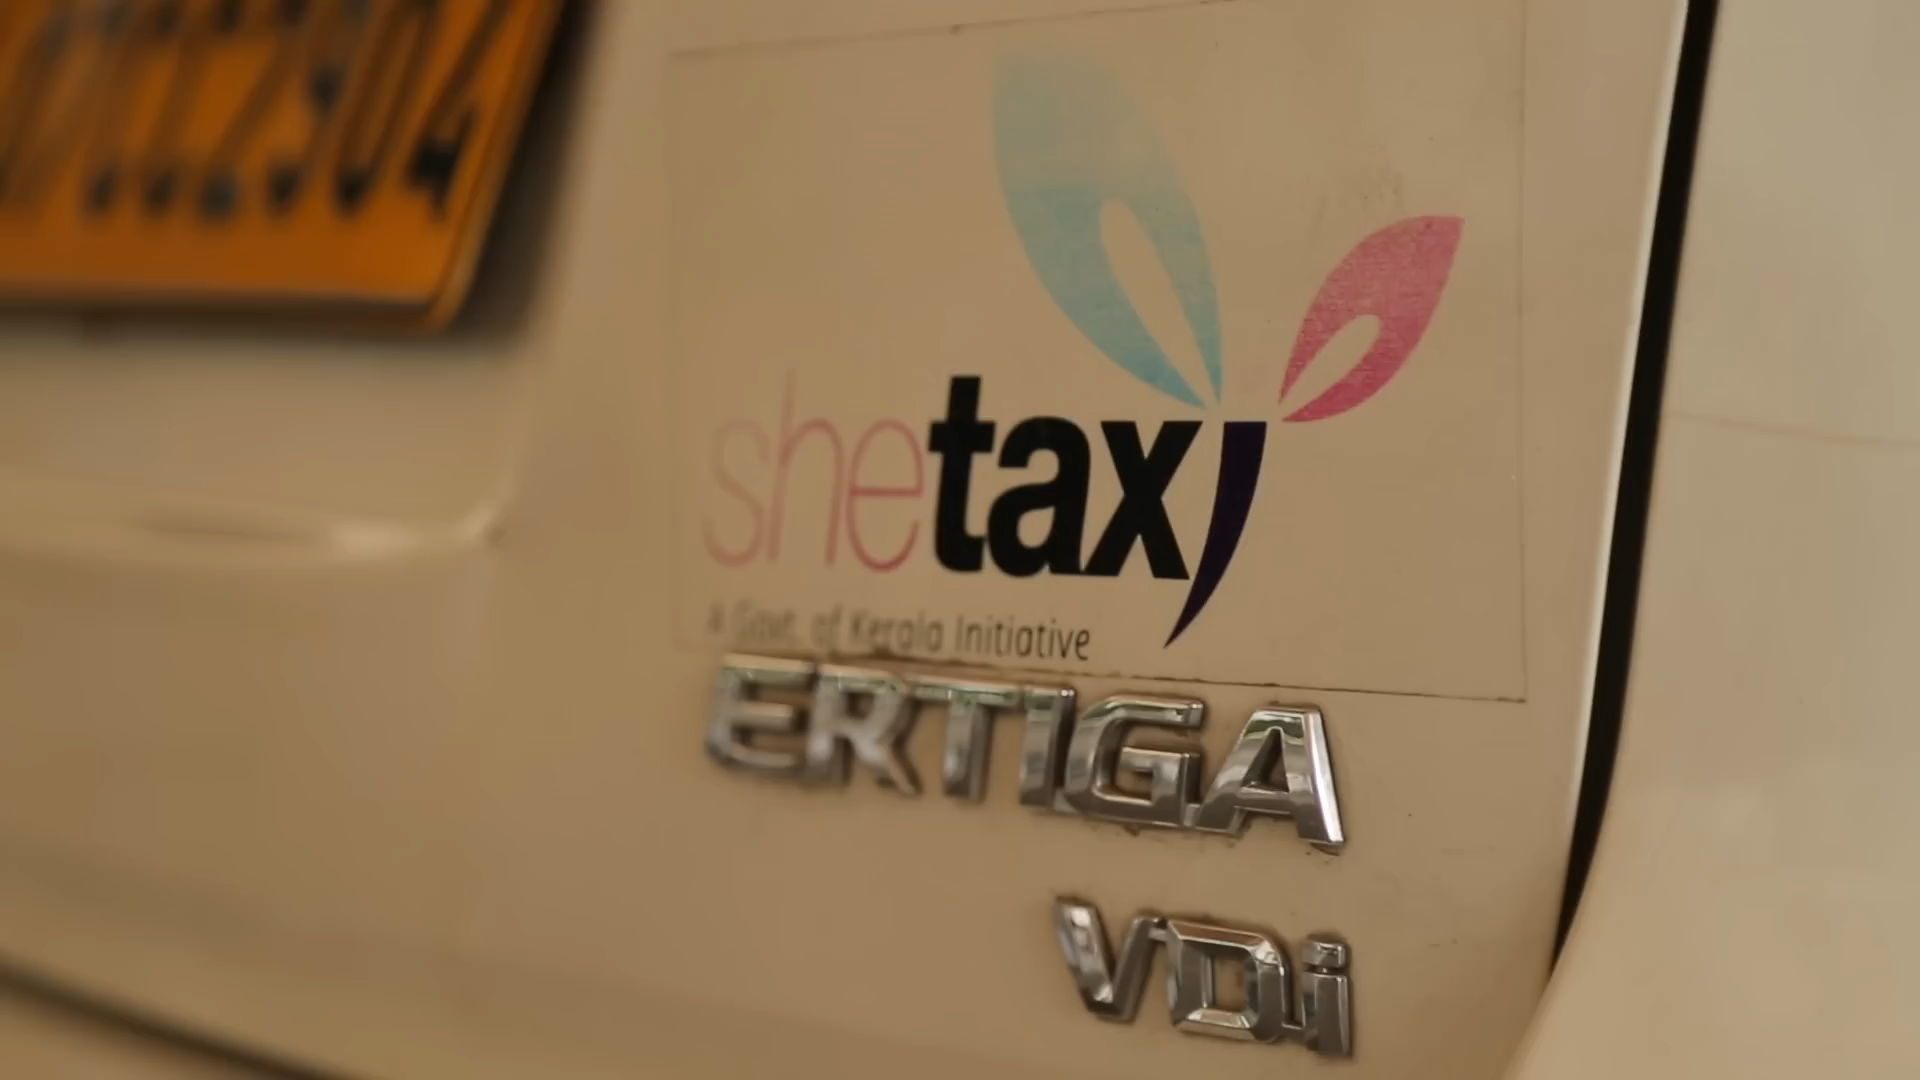 shetaxi
A Govt. of Kerala Initiative
ERTIGA
VDi